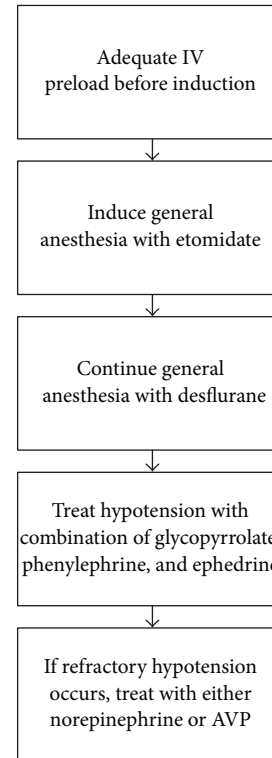 Adequate IV
preload before induction
Induce general
anesthesia with etomidate
Continue general
anesthesia with desflurane
Treat hypotension with
combination of glycopyrrolate
phenylephrine, and ephedrine
If refractory hypotension
occurs, treat with either
norepinephrine or AVP